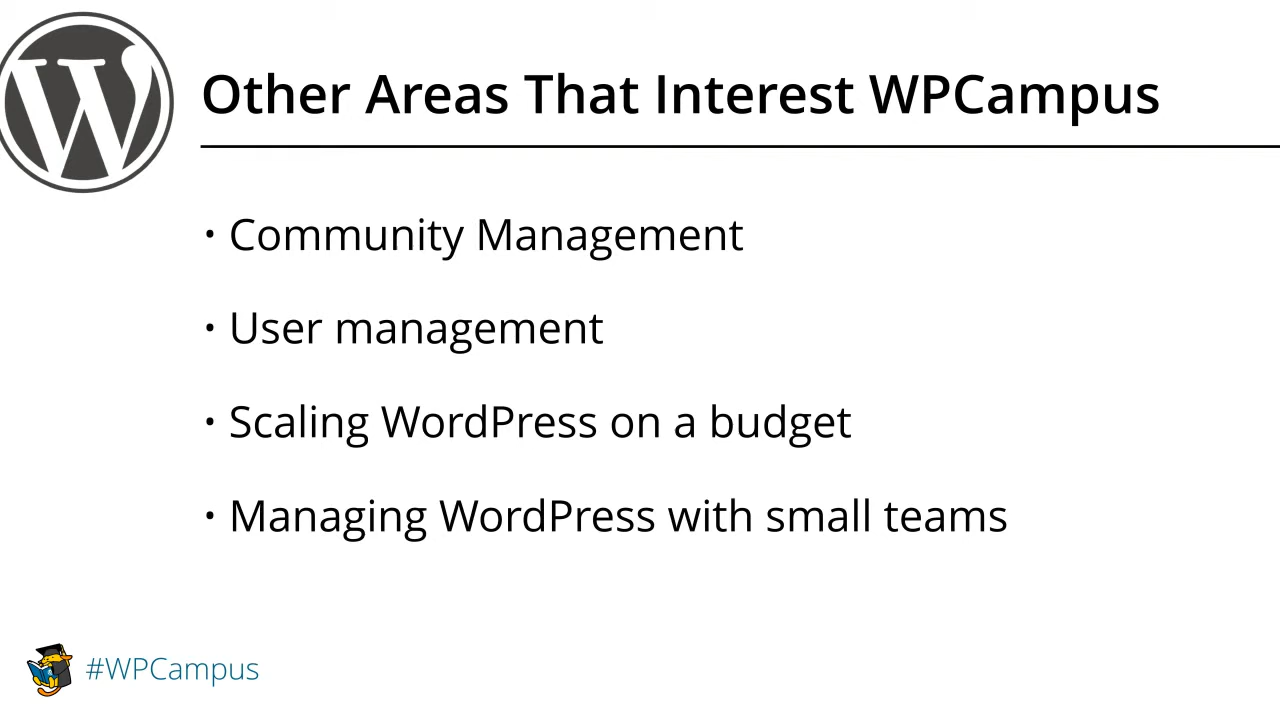 Other Areas That Interest WPCampus
• Community Management
• User management
• Scaling WordPress on a budget
• Managing WordPress with small teams
#WPCampus